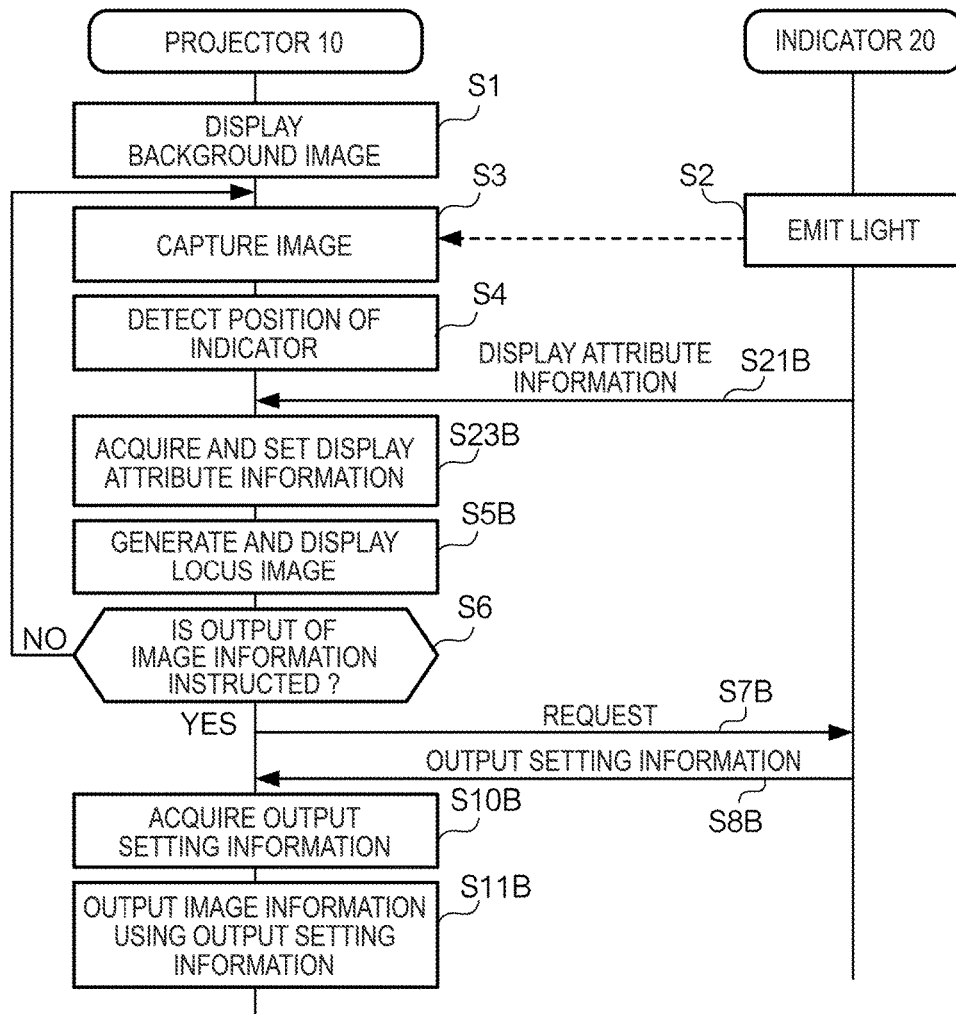 PROJECTOR 10
INDICATOR 20
S1
DISPLAY
BACKGROUND IMAGE
S3
S2
CAPTURE IMAGE
EMIT LIGHT
S4
DETECT POSITION OF
INDICATOR
DISPLAY ATTRIBUTE
INFORMATION
S21B
ACQUIRE AND SET DISPLAY
ATTRIBUTE INFORMATION
S23B
S5B
GENERATE AND DISPLAY
LOCUS IMAGE
S6
NO
IS OUTPUT OF
IMAGE INFORMATION
INSTRUCTED ?
YES
REQUEST
S7B
OUTPUT SETTING INFORMATION
S8B
S10B
ACQUIRE OUTPUT
SETTING INFORMATION
S11B
OUTPUT IMAGE INFORMATION
USING OUTPUT SETTING
INFORMATION